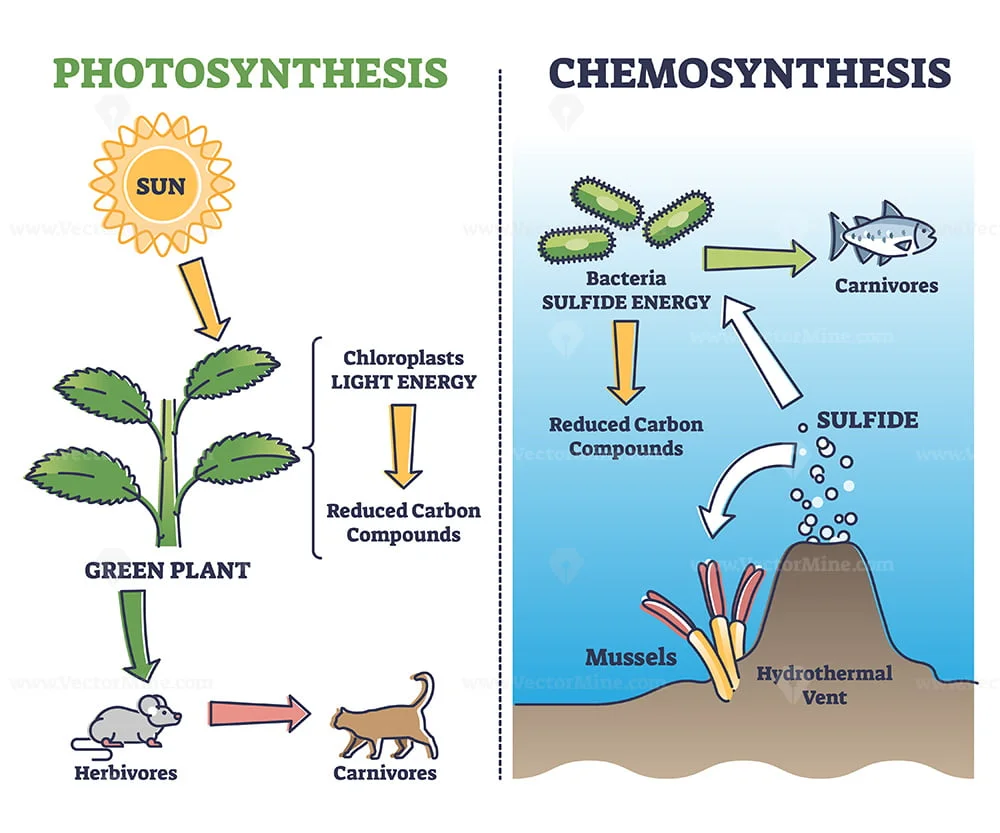 PHOTOSYNTHESIS
SUN
Chloroplasts
LIGHT ENERGY
Reduced Carbon
Compounds
GREEN PLANT
Herbivores
Carnivores
CHEMOSYNTHESIS
Bacteria
SULFIDE ENERGY
Carnivores
Reduced Carbon
Compounds
SULFIDE
Mussels
Hydrothermal
Vent
www.VectorMine.com